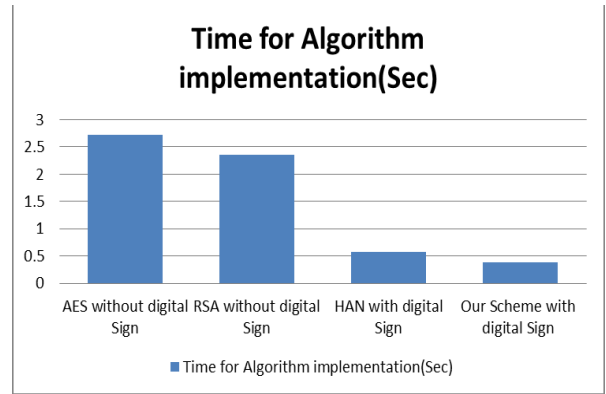 Time for Algorithm
implementation(Sec)
3
2.5
2
1.5
1
0.5
0
AES without digital Sign
RSA without digital Sign
HAN with digital Sign
Our Scheme with digital Sign
Time for Algorithm implementation(Sec)